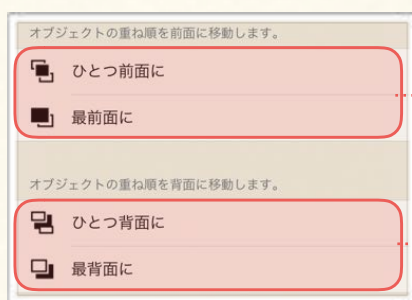 オブジェクトの重ね順を前面に移動します。
ひとつ前面に
最前面に
オブジェクトの重ね順を背面に移動します。
ひとつ背面に
最背面に